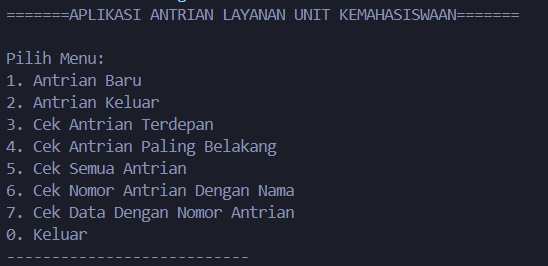 =======APLIKASI ANTRIAN LAYANAN UNIT KEMAHASISWAAN=======
Pilih Menu:
1. Antrian Baru
2. Antrian Keluar
3. Cek Antrian Terdepan
4. Cek Antrian Paling Belakang
5. Cek Semua Antrian
6. Cek Nomor Antrian Dengan Nama
7. Cek Data Dengan Nomor Antrian
0. Keluar
---------------------------